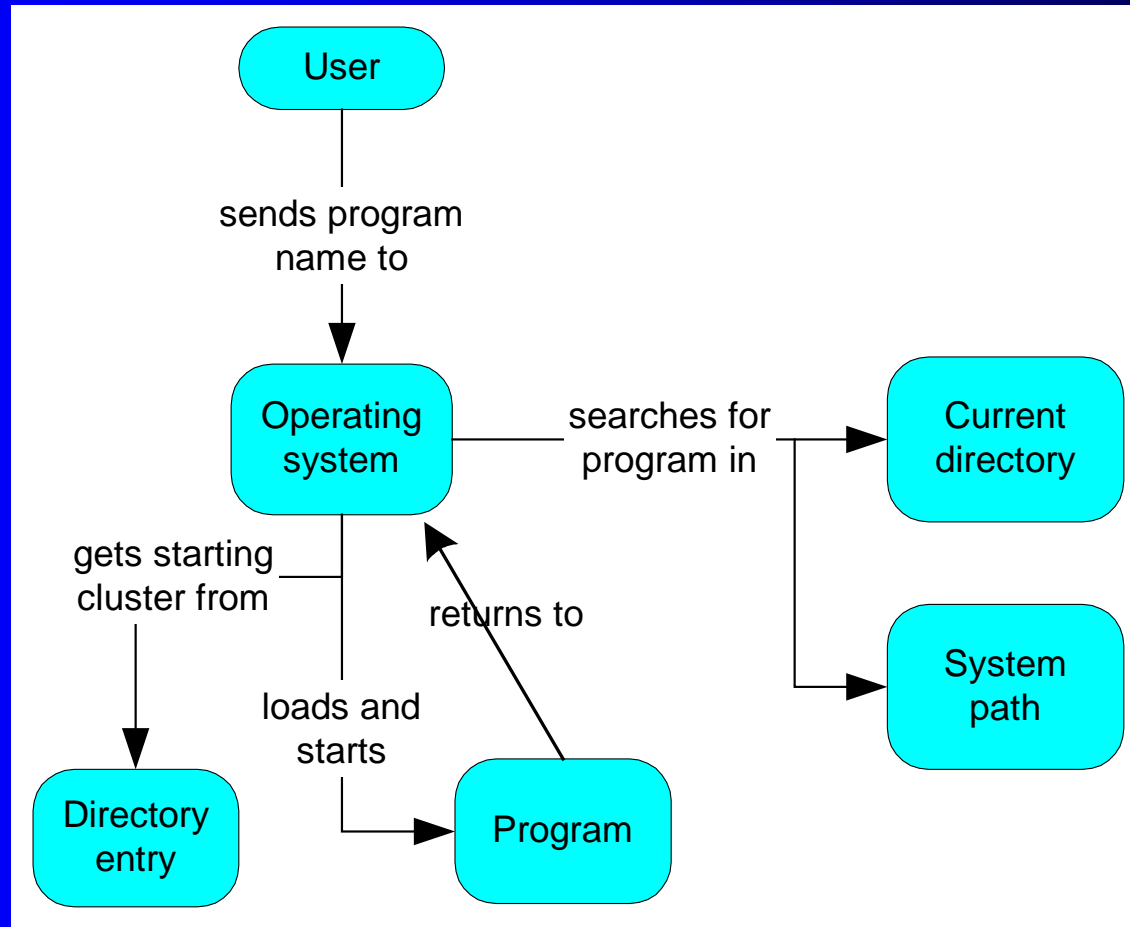 User
sends program
name to
Operating
system
searches for
program in
Current
directory
gets starting
cluster from
returns to
System
path
loads and
starts
Directory
entry
Program